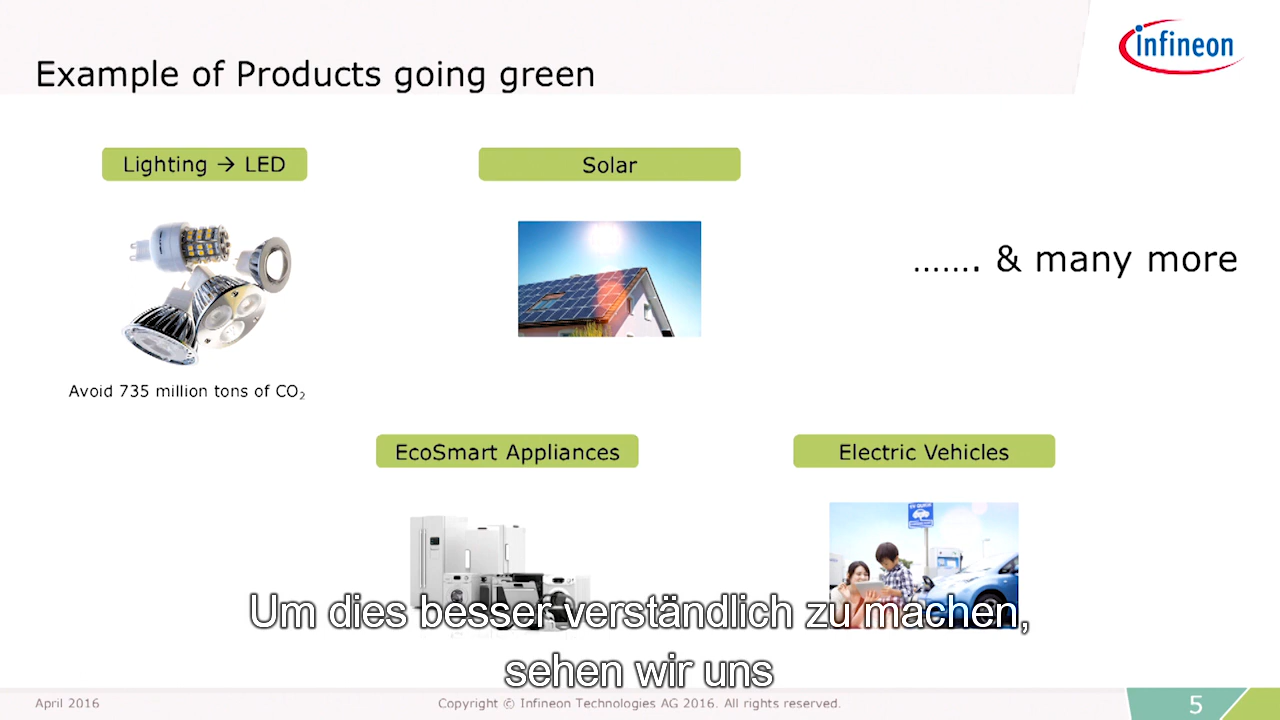 infineon
Example of Products going green
Lighting → LED
Solar
……. & many more
Avoid 735 million tons of CO₂
EcoSmart Appliances
Electric Vehicles
Um dies besser verständlich zu machen,
sehen wir uns
April 2016
Copyright © Infineon Technologies AG 2016. All rights reserved.
5